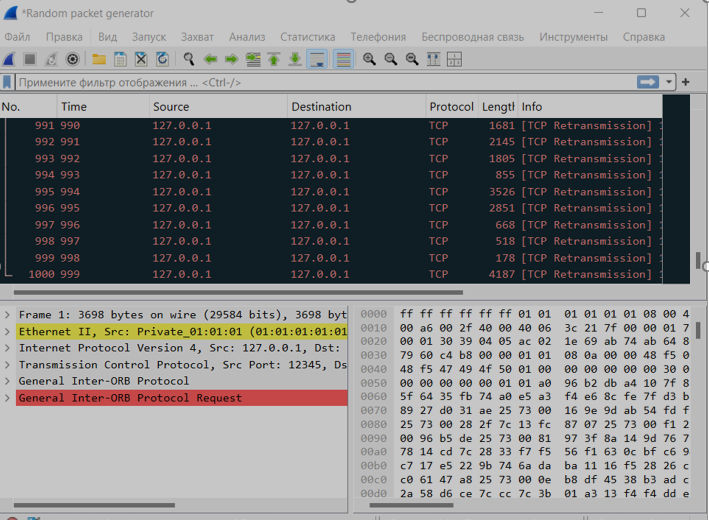 *Random packet generator
Файл Правка Вид Запуск Захват Анализ Статистика Телефония Беспроводная связь Инструменты Справка
Примените фильтр отображения ... <Ctrl-/>
No. Time Source Destination Protocol Length Info
991 990 127.0.0.1 127.0.0.1 TCP 1681 [TCP Retransmission] 1
992 991 127.0.0.1 127.0.0.1 TCP 2145 [TCP Retransmission] 1
993 992 127.0.0.1 127.0.0.1 TCP 1805 [TCP Retransmission] 1
994 993 127.0.0.1 127.0.0.1 TCP 855 [TCP Retransmission] 1
995 994 127.0.0.1 127.0.0.1 TCP 3526 [TCP Retransmission] 1
996 995 127.0.0.1 127.0.0.1 TCP 2851 [TCP Retransmission] 1
997 996 127.0.0.1 127.0.0.1 TCP 668 [TCP Retransmission] 1
998 997 127.0.0.1 127.0.0.1 TCP 518 [TCP Retransmission] 1
999 998 127.0.0.1 127.0.0.1 TCP 178 [TCP Retransmission] 1
1000 999 127.0.0.1 127.0.0.1 TCP 4187 [TCP Retransmission] 1
Frame 1: 3698 bytes on wire (29584 bits), 3698 byt
Ethernet II, Src: Private_01:01:01 (01:01:01:01:01
Internet Protocol Version 4, Src: 127.0.0.1, Dst:
Transmission Control Protocol, Src Port: 12345, Ds
General Inter-ORB Protocol
General Inter-ORB Protocol Request
0000 ff ff ff ff ff ff 01 01 01 01 01 01 08 00 4
0010 00 a6 00 2f 40 00 40 06 3c 21 7f 00 00 01 7
0020 00 01 30 39 04 05 ac 02 1e 69 ab 74 ab 64 8
0030 79 60 c4 b8 00 00 01 01 08 0a 00 00 48 f5 0
0040 48 f5 47 49 4f 50 01 00 00 00 00 00 00 30 0
0050 00 00 00 00 00 01 01 a0 96 b2 db a4 10 7f 8
0060 5f 64 35 fb 74 a0 e5 a3 f4 e6 8c fe 7f d3 b
0070 89 27 d0 31 ae 25 73 00 16 9e 9d ab 54 fd f
0080 25 73 00 28 2f 7c 13 fc 87 07 25 73 00 f1 2
0090 00 96 b5 de 25 73 00 81 97 3f 8a 14 9d 76 7
00a0 78 14 cd 7c 28 33 f7 f5 56 f1 63 0c bf c6 9
00b0 c7 17 e5 22 9b 74 6a da ba 11 16 f5 28 26 c
00c0 c0 61 47 a8 25 73 00 0e b8 df 45 38 b3 ad c
00d0 2a 58 d6 ce 7c cc 7c 3b 01 a3 13 f4 f4 dd e